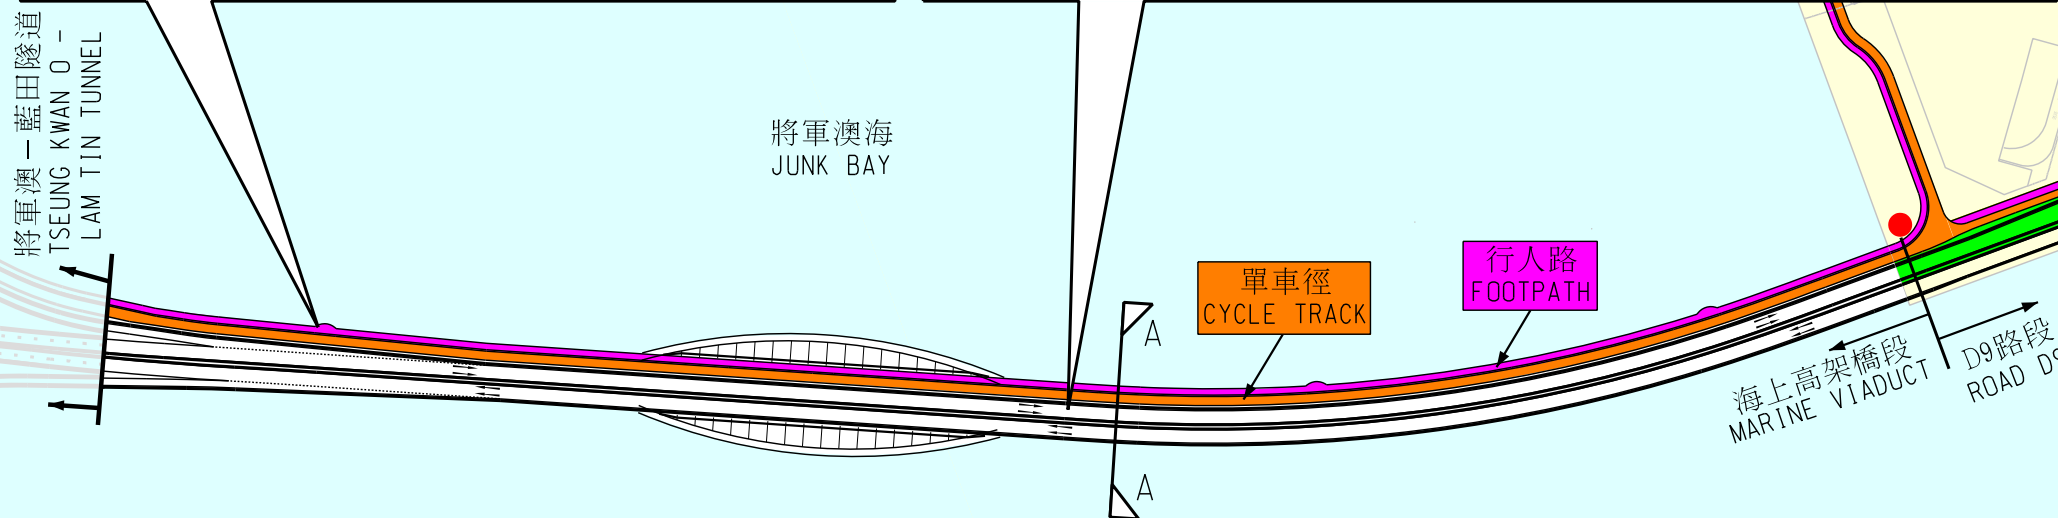 將軍澳－藍田隧道
TSEUNG KWAN O -
LAM TIN TUNNEL
將軍澳海
JUNK BAY
單車徑
CYCLE TRACK
行人路
FOOTPATH
A
A
海上高架橋段
MARINE VIADUCT
D9路段
ROAD D9